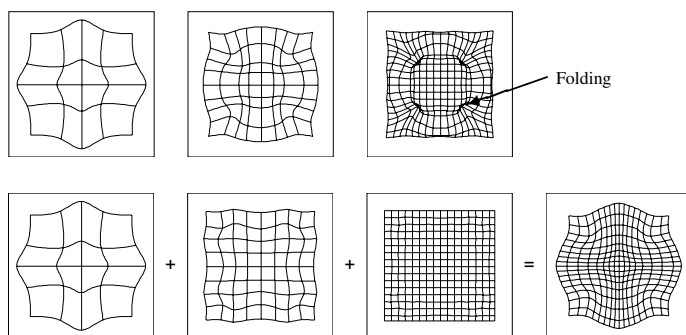 Folding
+ + =